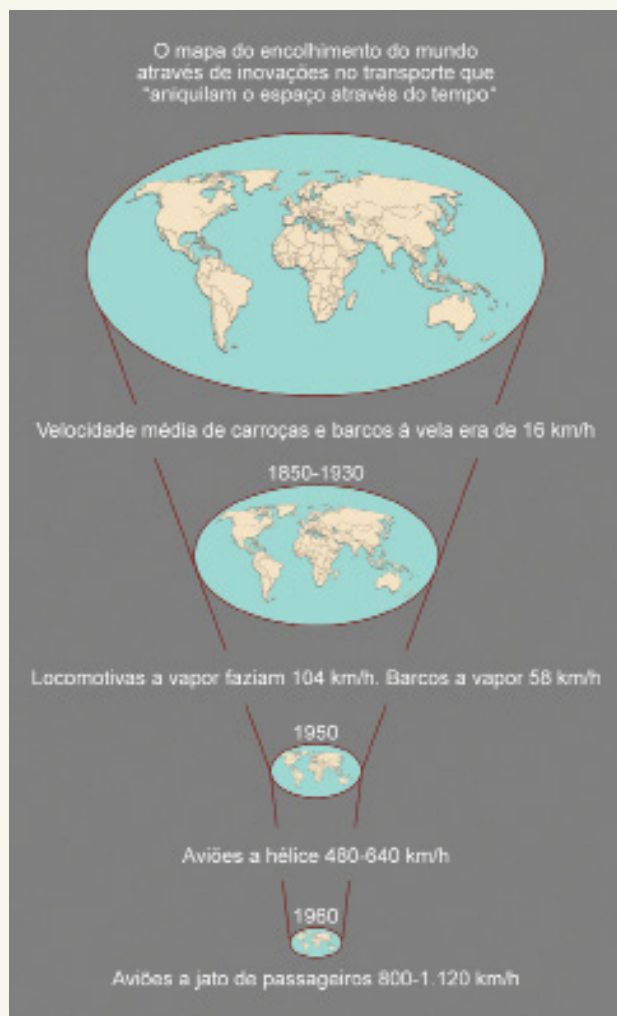 O mapa do encolhimento do mundo
através de inovações no transporte que
"aniquilam o espaço através do tempo"
Velocidade média de carroças e barcos à vela era de 16 km/h
1850-1930
Locomotivas a vapor faziam 104 km/h. Barcos a vapor 58 km/h
1950
Aviões a hélice 480-640 km/h
1960
Aviões a jato de passageiros 800-1.120 km/h